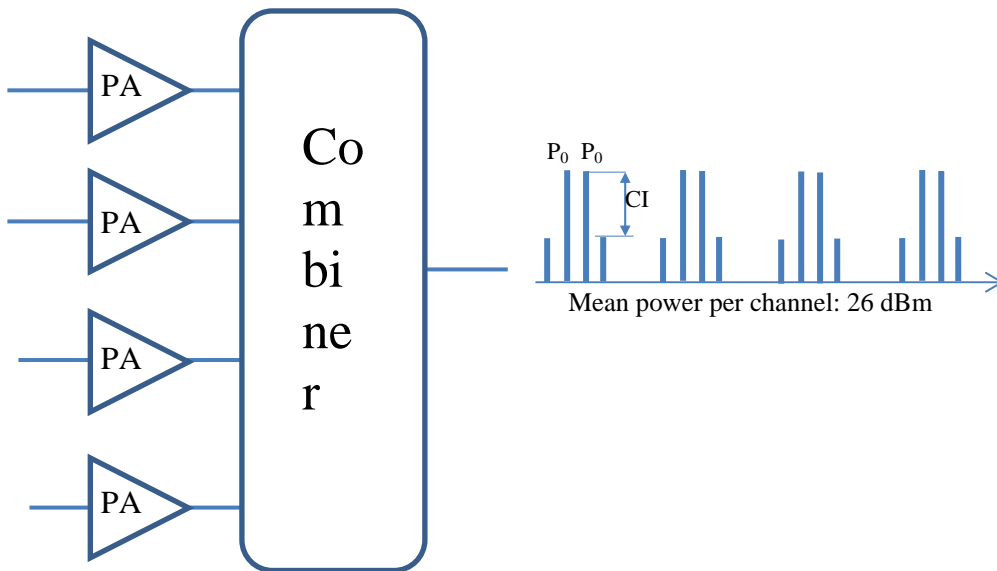 PA
PA
PA
PA
Co
m
bi
ne
r
P₀ P₀
CI
Mean power per channel: 26 dBm